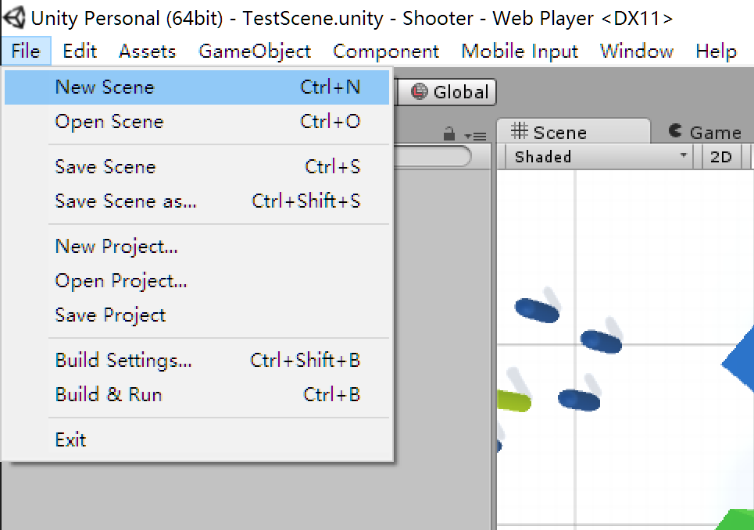 Unity Personal (64bit) - TestScene.unity - Shooter - Web Player <DX11>
File Edit Assets GameObject Component Mobile Input Window Help
New Scene Ctrl+N
Global
Open Scene Ctrl+O
Scene Game
Shaded 2D
Save Scene Ctrl+S
Save Scene as... Ctrl+Shift+S
New Project...
Open Project...
Save Project
Build Settings... Ctrl+Shift+B
Build & Run Ctrl+B
Exit